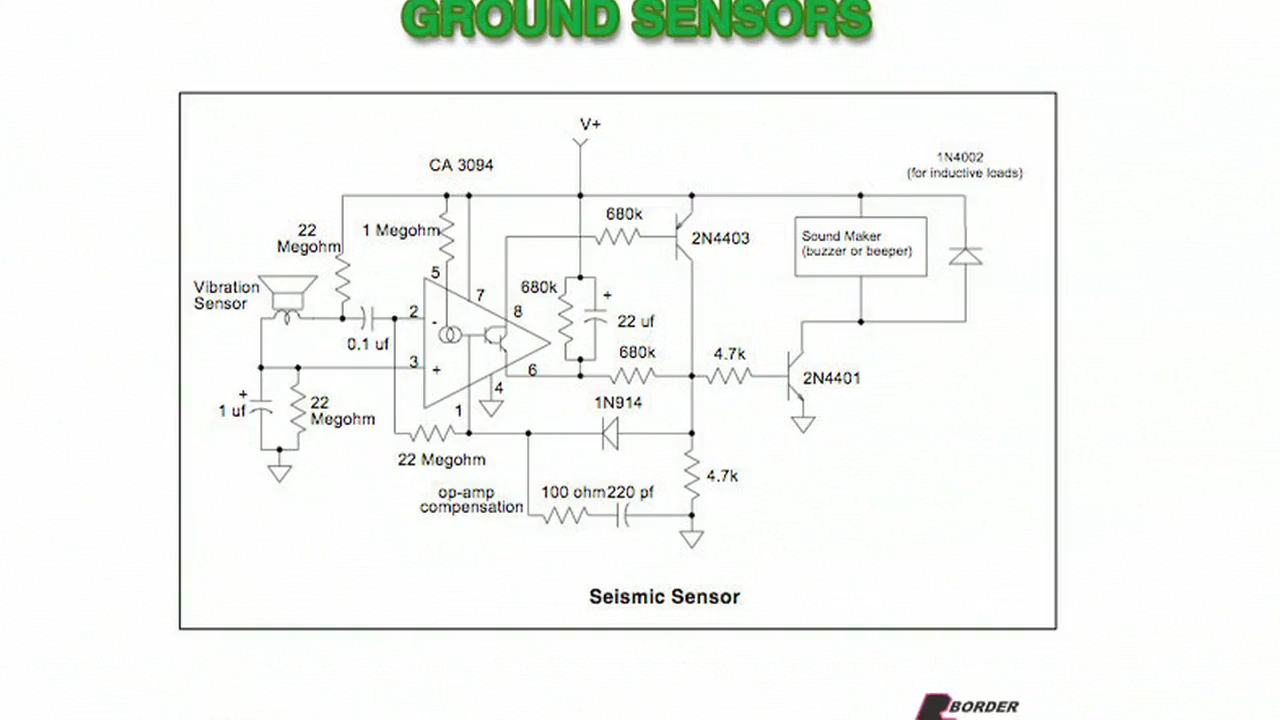 GROUND SENSORS
V+
CA 3094
1N4002
(for inductive loads)
22
Megohm
1 Megohm
680k
2N4403
Sound Maker
(buzzer or beeper)
Vibration
Sensor
5
7
680k
+
8
2
-
22 uf
0.1 uf
680k
4.7k
3
+
6
2N4401
4
+
1 uf
22
Megohm
1
1N914
22 Megohm
4.7k
op-amp
compensation
100 ohm
220 pf
Seismic Sensor
BORDER